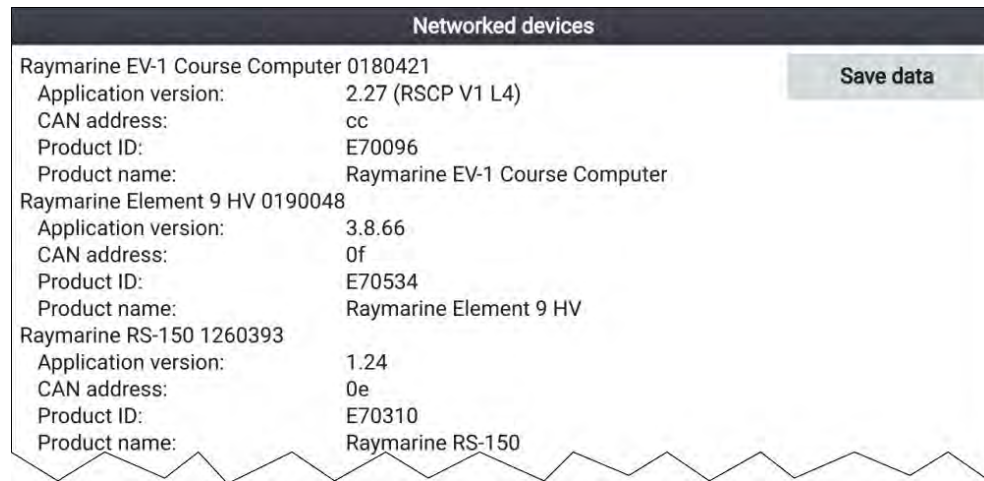 Networked devices
Raymarine EV-1 Course Computer 0180421
Save data
Application version: 2.27 (RSCP V1 L4)
CAN address: cc
Product ID: E70096
Product name: Raymarine EV-1 Course Computer
Raymarine Element 9 HV 0190048
Application version: 3.8.66
CAN address: 0f
Product ID: E70534
Product name: Raymarine Element 9 HV
Raymarine RS-150 1260393
Application version: 1.24
CAN address: 0e
Product ID: E70310
Product name: Raymarine RS-150